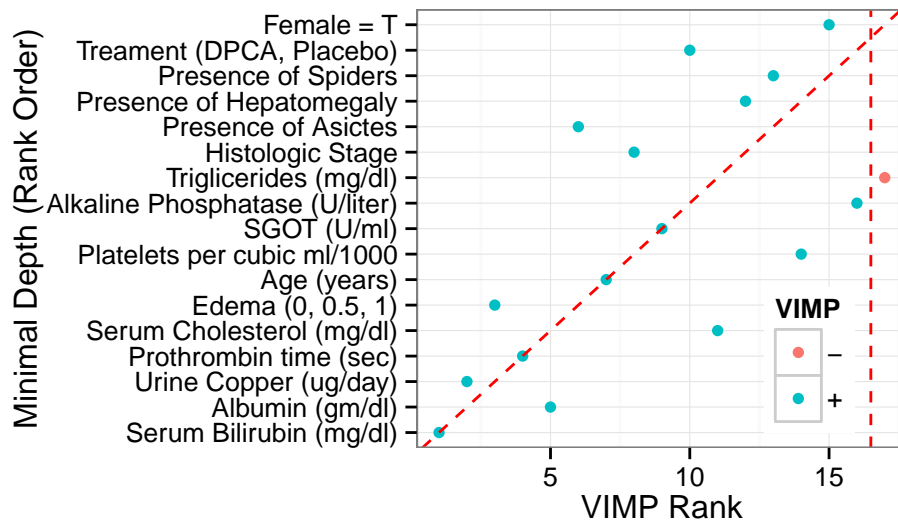 Minimal Depth (Rank Order)
Female = T
Treament (DPCA, Placebo)
Presence of Spiders
Presence of Hepatomegaly
Presence of Asictes
Histologic Stage
Triglicerides (mg/dl)
Alkaline Phosphatase (U/liter)
SGOT (U/ml)
Platelets per cubic ml/1000
Age (years)
Edema (0, 0.5, 1)
Serum Cholesterol (mg/dl)
Prothrombin time (sec)
Urine Copper (ug/day)
Albumin (gm/dl)
Serum Bilirubin (mg/dl)
VIMP
−
+
5 10 15
VIMP Rank